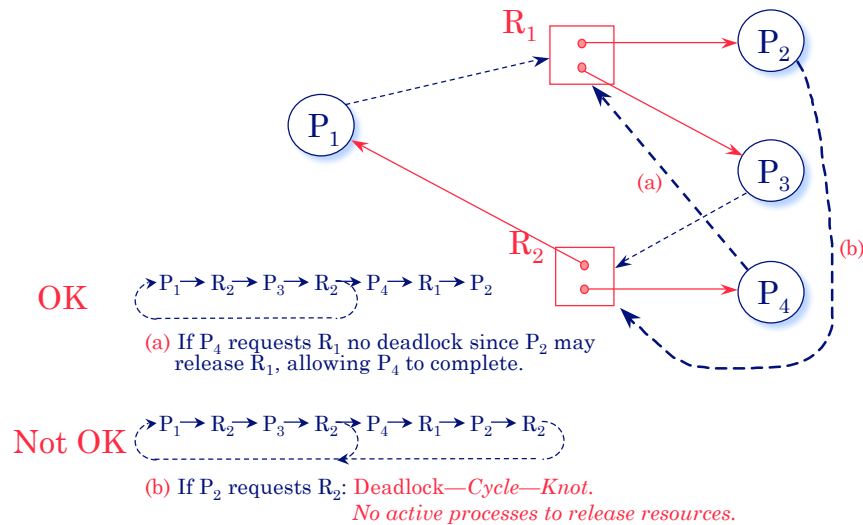 R₁
P₂
P₁
P₃
(a)
(b)
R₂
P₄
OK
P₁ → R₂ → P₃ → R₂ → P₄ → R₁ → P₂
(a) If P₄ requests R₁ no deadlock since P₂ may
release R₁, allowing P₄ to complete.
Not OK
P₁ → R₂ → P₃ → R₂ → P₄ → R₁ → P₂ → R₂
(b) If P₂ requests R₂: Deadlock—Cycle—Knot.
No active processes to release resources.